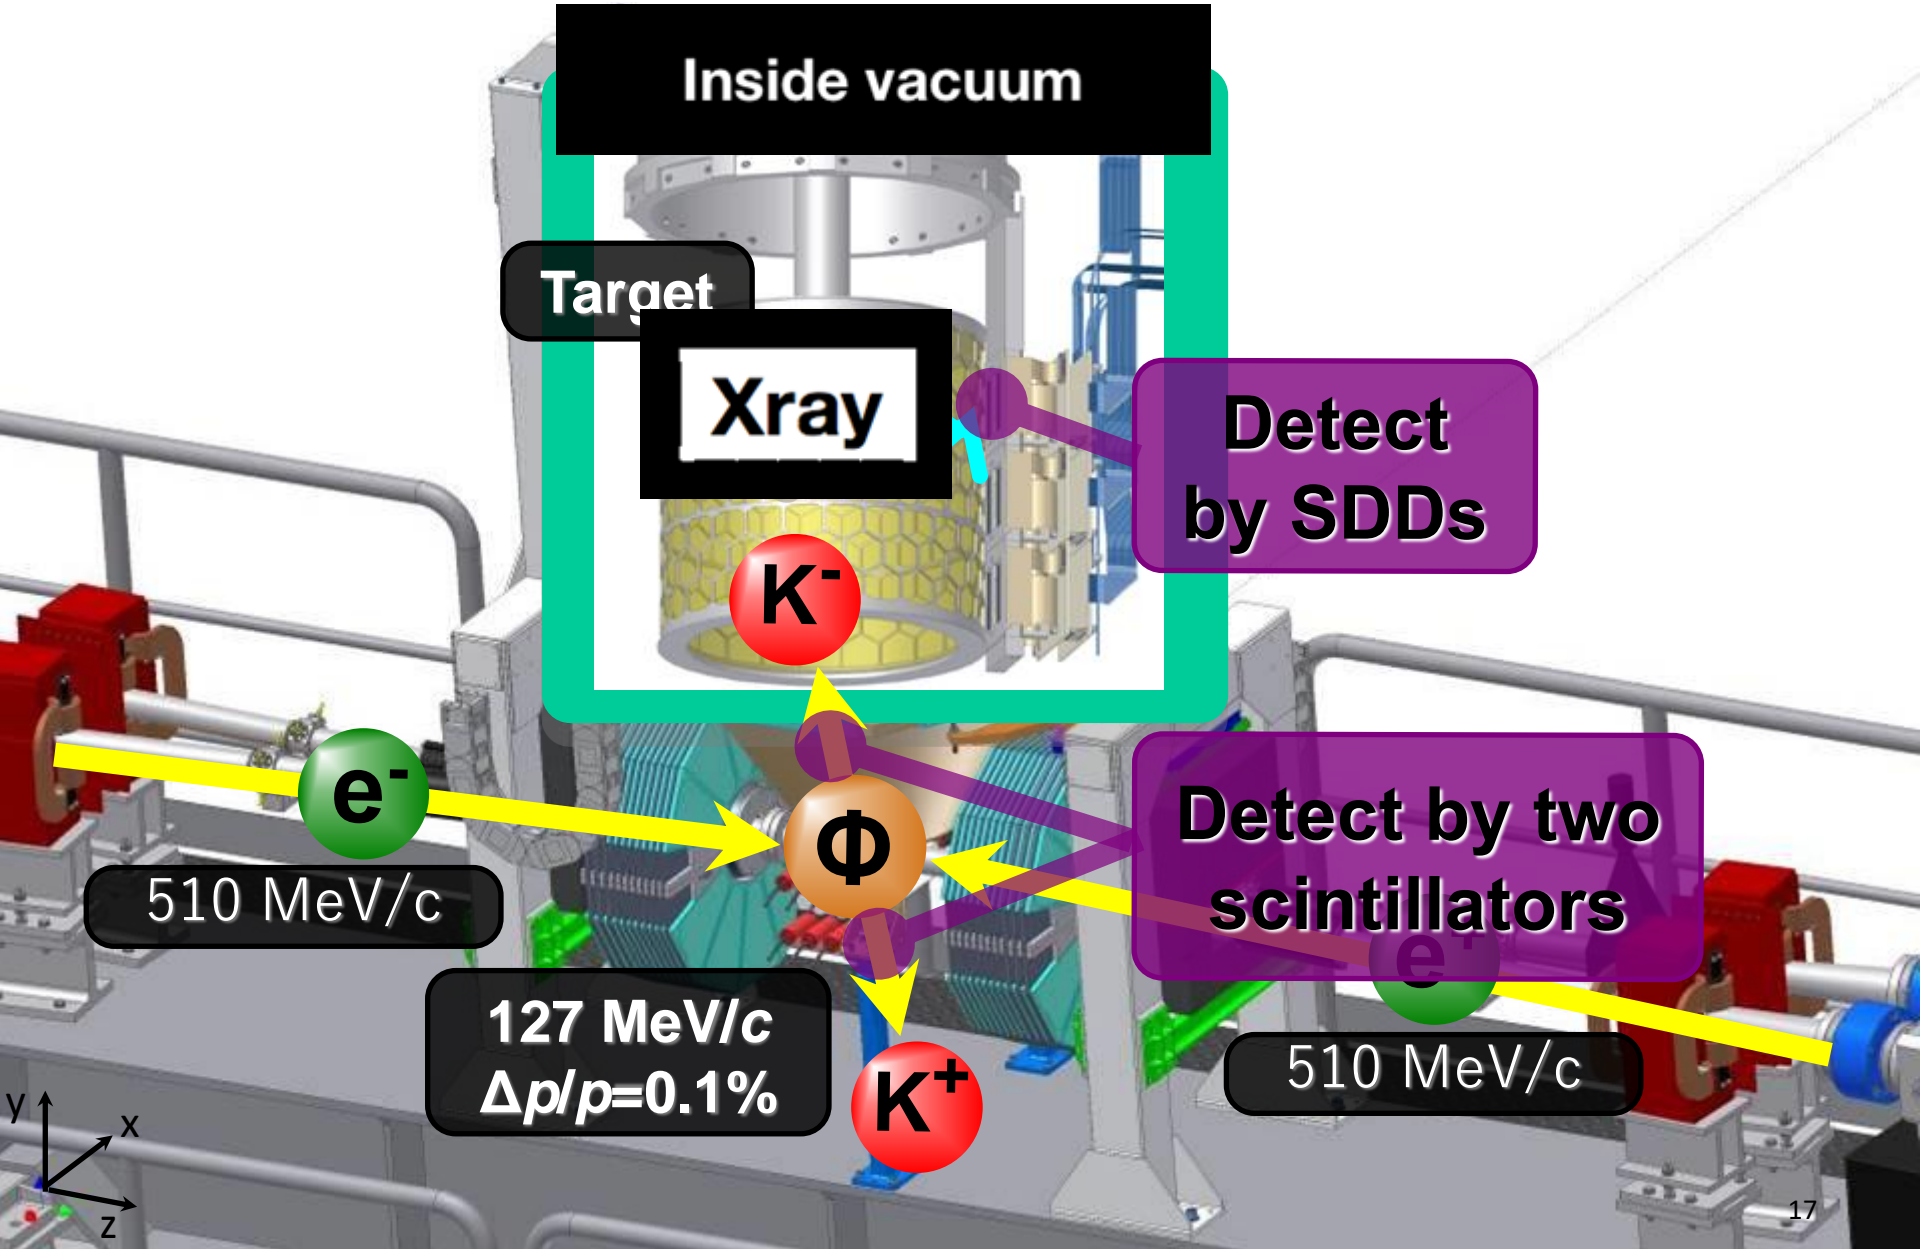 Inside vacuum
Target
Xray
Detect
by SDDs
K-
e-
Φ
510 MeV/c
Detect by two
scintillators
e+
127 MeV/c
Δp/p=0.1%
510 MeV/c
K+
y
x
z
17